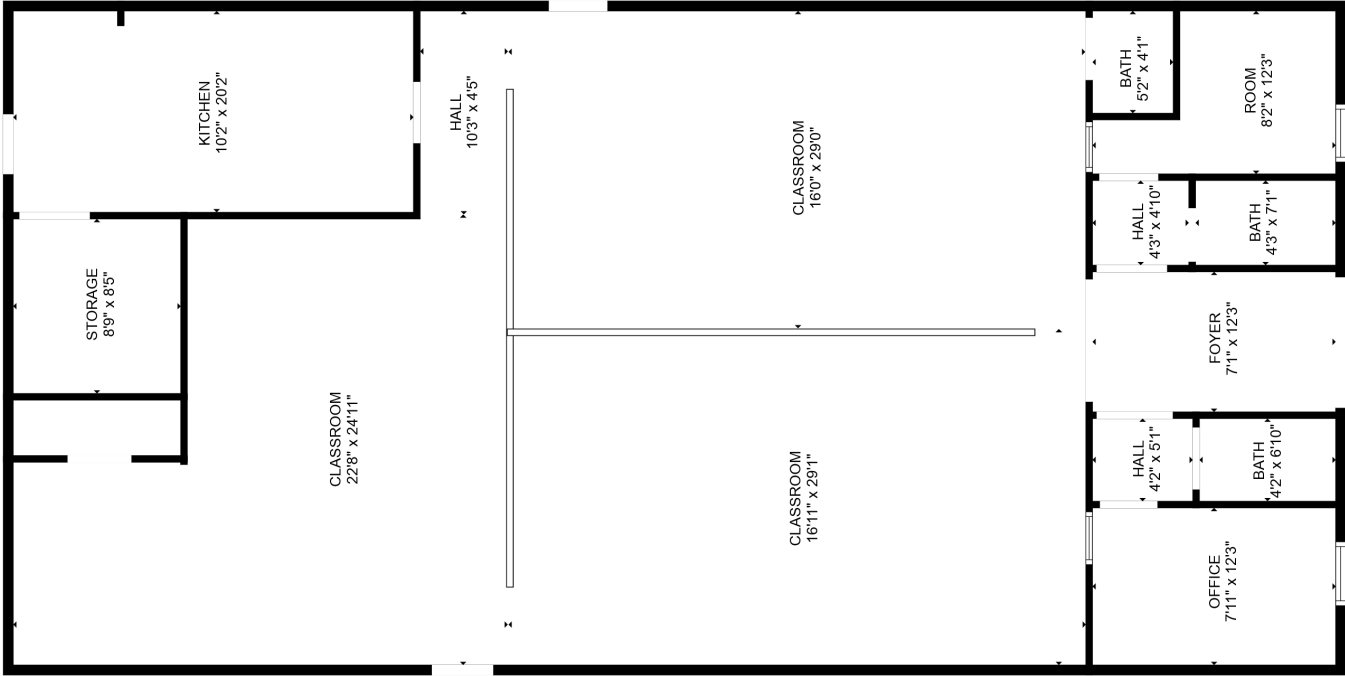 KITCHEN
10'2" x 20'2"
HALL
10'3" x 4'5"
CLASSROOM
16'0" x 29'0"
BATH
5'2" x 4'1"
ROOM
8'2" x 12'3"
HALL
4'3" x 4'10"
BATH
4'3" x 7'1"
STORAGE
8'9" x 8'5"
FOYER
7'1" x 12'3"
CLASSROOM
22'8" x 24'11"
CLASSROOM
16'11" x 29'1"
HALL
4'2" x 5'1"
BATH
4'2" x 6'10"
OFFICE
7'11" x 12'3"